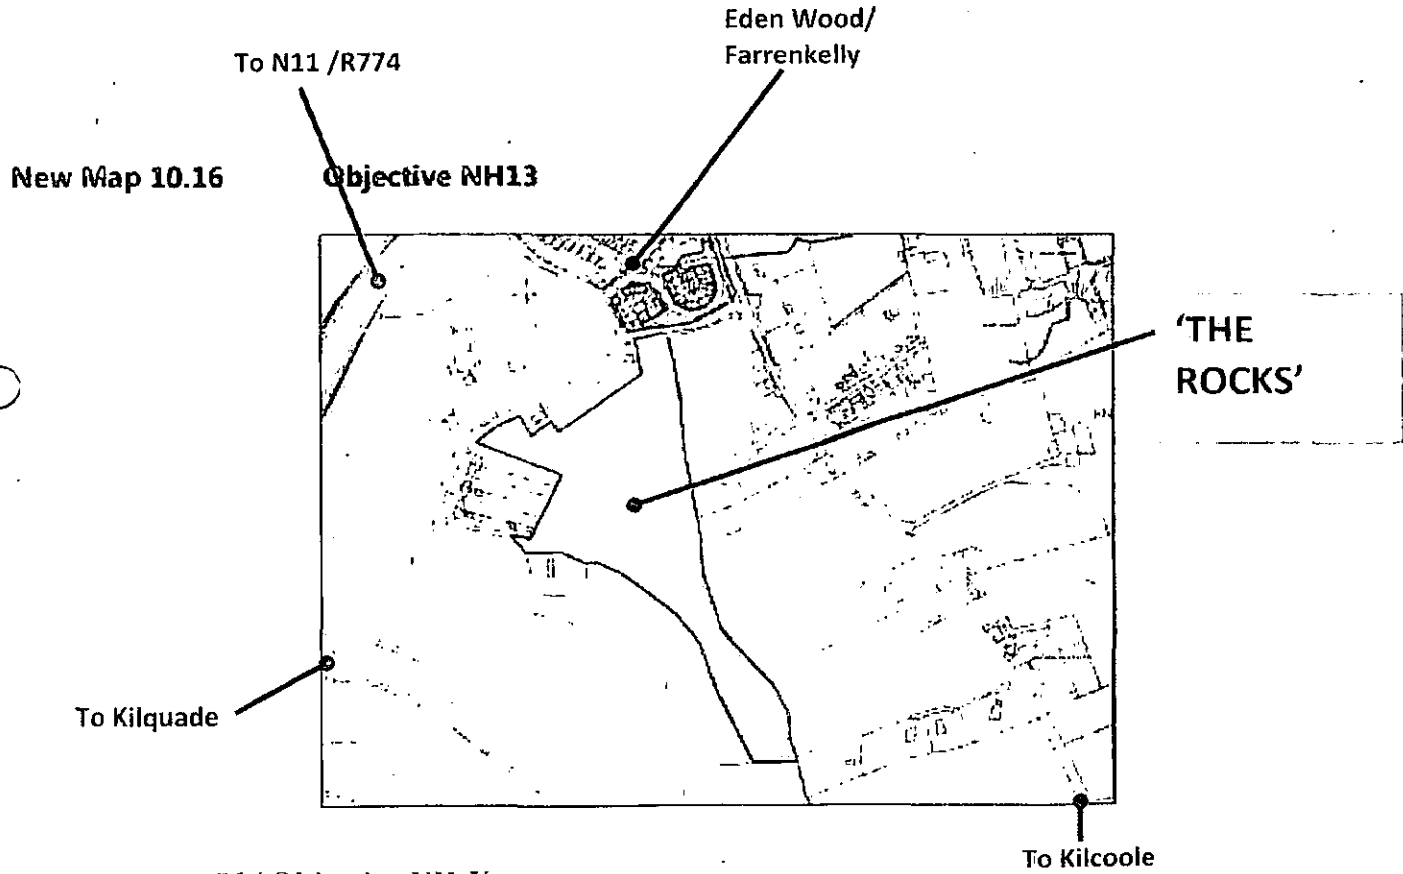 Eden Wood/
Farrenkelly
To N11 /R774
New Map 10.16 Objective NH13
'THE
ROCKS'
To Kilquade
To Kilcoole